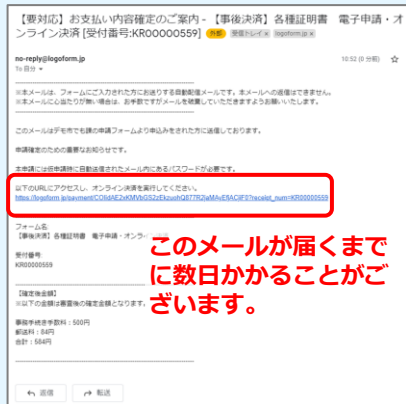 【要対応】お支払い内容確定のご案内 - 【事後決済】各種証明書　電子申請・オ
ンライン決済 [受付番号:KR00000559] 外部 受信トレイ × logoform.jp ×
no-reply@logoform.jp
10:52 (0 分前) ☆
To 自分
※本メールは、フォームにご入力された方にお送りする自動配信メールです。本メールへの返信はできません。
※本メールに心当たりが無い場合は、お手数ですがメールを破棄していただきますようお願いいたします。
このメールはデモ市でも課の申請フォームより申込みをされた方に送信しております。
申請確定のための重要なお知らせです。
本申請には仮申請時に自動送信されたメール内にあるパスワードが必要です。
以下のURLにアクセスし、オンライン決済を実行してください。
フォーム名:
【事後決済】各種証明書　電子申請・オンライ
受付番号:
KR00000559
このメールが届くまで
に数日かかることがご
ざいます。
【確定後金額】
※以下の金額は審査後の確定金額となります。
事務手続き手数料：500円
郵送料：84円
合計：584円
返信 転送